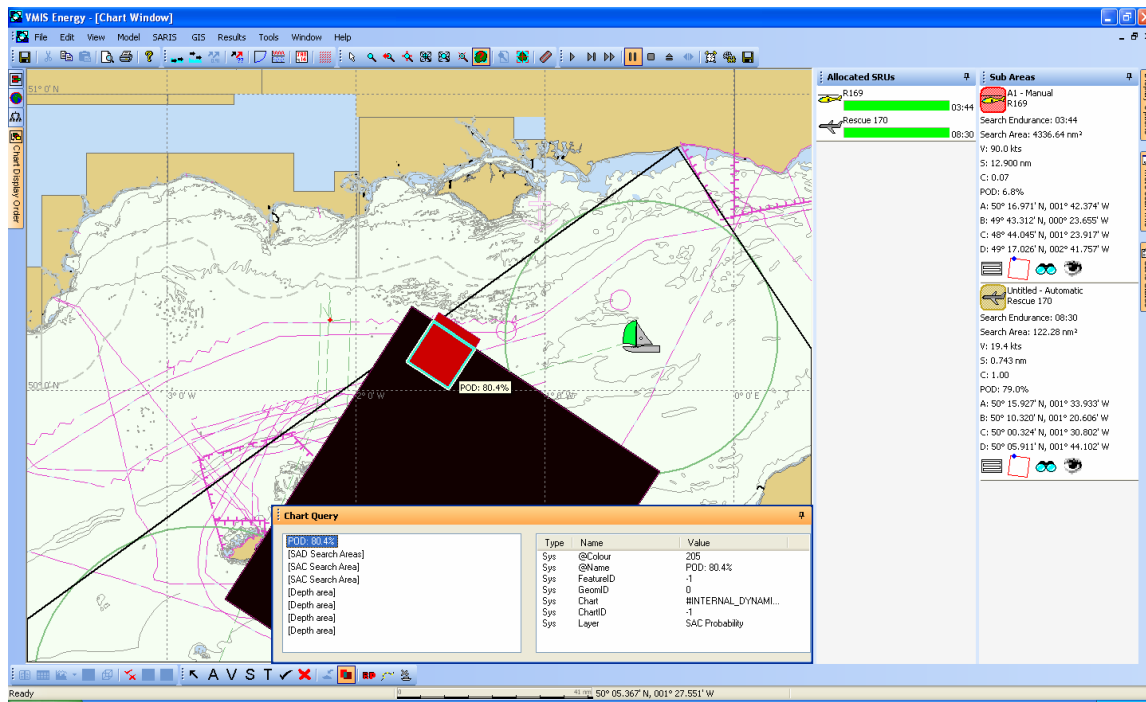 VMIS Energy - [Chart Window]
File Edit View Model SARIS GIS Results Tools Window Help
Chart Display Order
51° 0' N
50° 0' N
3° 0' W
2° 0' W
0° 0' E
POD: 80.4%
Allocated SRUs
R169
03:44
Rescue 170
08:30
Sub Areas
A1 - Manual
R169
Search Endurance: 03:44
Search Area: 4336.64 nm²
V: 90.0 kts
S: 12.900 nm
C: 0.07
POD: 6.8%
A: 50° 16.971' N, 001° 42.374' W
B: 49° 43.312' N, 000° 23.655' W
C: 48° 44.045' N, 001° 23.917' W
D: 49° 17.026' N, 002° 41.757' W
Untitled - Automatic
Rescue 170
Search Endurance: 08:30
Search Area: 122.28 nm²
V: 19.4 kts
S: 0.743 nm
C: 1.00
POD: 79.0%
A: 50° 15.927' N, 001° 33.933' W
B: 50° 10.320' N, 001° 20.606' W
C: 50° 00.324' N, 001° 30.802' W
D: 50° 05.911' N, 001° 44.102' W
Chart Query
POD: 80.4%
[SAD Search Areas]
[SAC Search Area]
[SAC Search Area]
[Depth area]
[Depth area]
[Depth area]
[Depth area]
Type Name Value
Sys @Colour 205
Sys @Name POD: 80.4%
Sys FeatureID -1
Sys GeomID 0
Sys Chart #INTERNAL_DYNAMI...
Sys ChartID -1
Sys Layer SAC Probability
A V S T
Ready
0
41 nm
50° 05.367' N, 001° 27.551' W